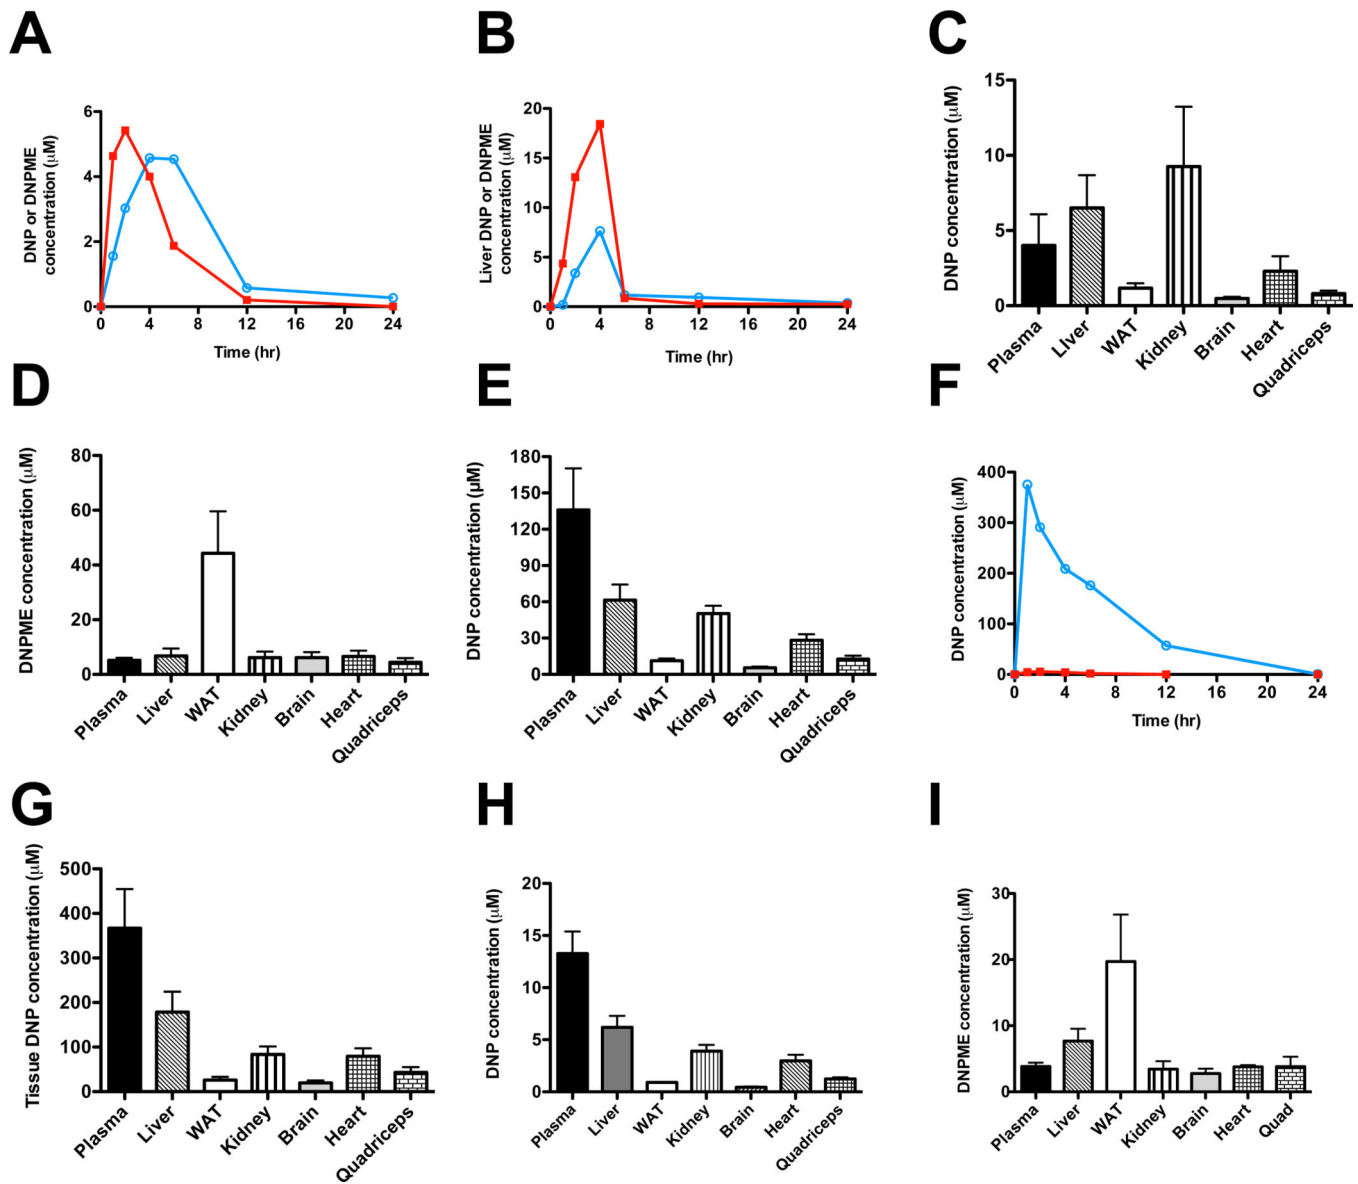 A
DNP or DNPME
concentration (μM)
6
4
2
0
0 4 8 12 16 20 24
Time (hr)
B
Liver DNP or DNPME
concentration (μM)
20
15
10
5
0
0 4 8 12 16 20 24
Time (hr)
C
DNP concentration (μM)
15
10
5
0
Plasma
LIver
WAT
Kidney
Brain
Heart
Quadriceps
D
DNPME concentration (μM)
80
60
40
20
0
Plasma
Liver
WAT
Kidney
Brain
Heart
Quadriceps
E
DNP concentration (μM)
180
150
120
90
60
30
0
Plasma
Liver
WAT
Kidney
Brain
Heart
Quadriceps
F
DNP concentration (μM)
400
300
200
100
0
0 4 8 12 16 20 24
Time (hr)
G
Tissue DNP concentration (μM)
500
400
300
200
100
0
Plasma
Liver
WAT
Kidney
Brain
Heart
Quadriceps
H
DNP concentration (μM)
20
15
10
5
0
Plasma
Liver
WAT
Kidney
Brain
Heart
Quadriceps
I
DNPME concentration (μM)
30
20
10
0
Plasma
Liver
WAT
Kidney
Brain
Heart
Quad